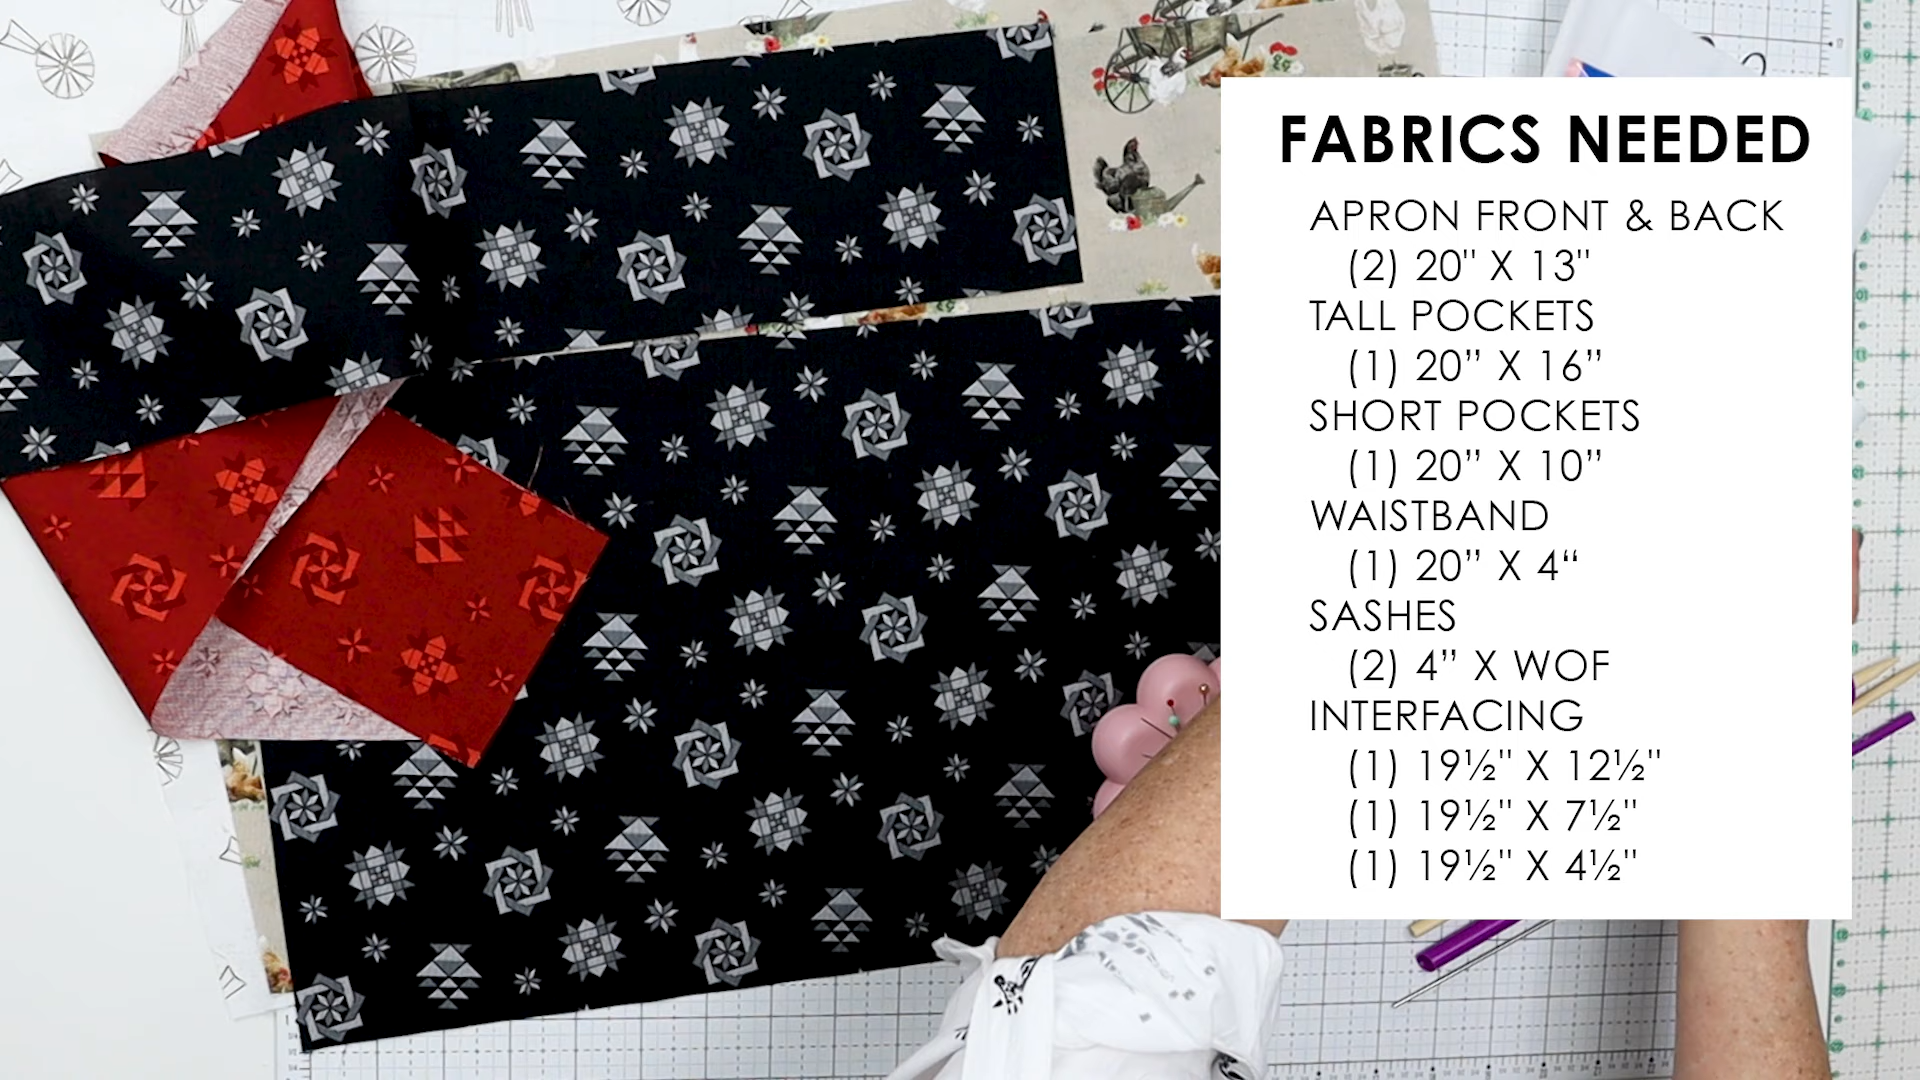 FABRICS NEEDED
APRON FRONT & BACK
(2) 20" X 13"
TALL POCKETS
(1) 20” X 16”
SHORT POCKETS
(1) 20” X 10”
WAISTBAND
(1) 20” X 4“
SASHES
(2) 4” X WOF
INTERFACING
(1) 19½" X 12½"
(1) 19½" X 7½"
(1) 19½" X 4½"